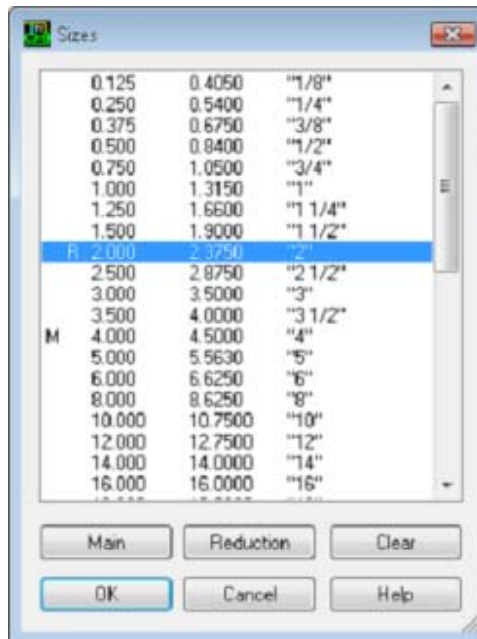 Sizes
0.125 0.4050 "1/8"
0.250 0.5400 "1/4"
0.375 0.6750 "3/8"
0.500 0.8400 "1/2"
0.750 1.0500 "3/4"
1.000 1.3150 "1"
1.250 1.6600 "1 1/4"
1.500 1.9000 "1 1/2"
R 2.000 2.3750 "2"
2.500 2.8750 "2 1/2"
3.000 3.5000 "3"
3.500 4.0000 "3 1/2"
M 4.000 4.5000 "4"
5.000 5.5630 "5"
6.000 6.6250 "6"
8.000 8.6250 "8"
10.000 10.7500 "10"
12.000 12.7500 "12"
14.000 14.0000 "14"
16.000 16.0000 "16"
Main Reduction Clear
OK Cancel Help